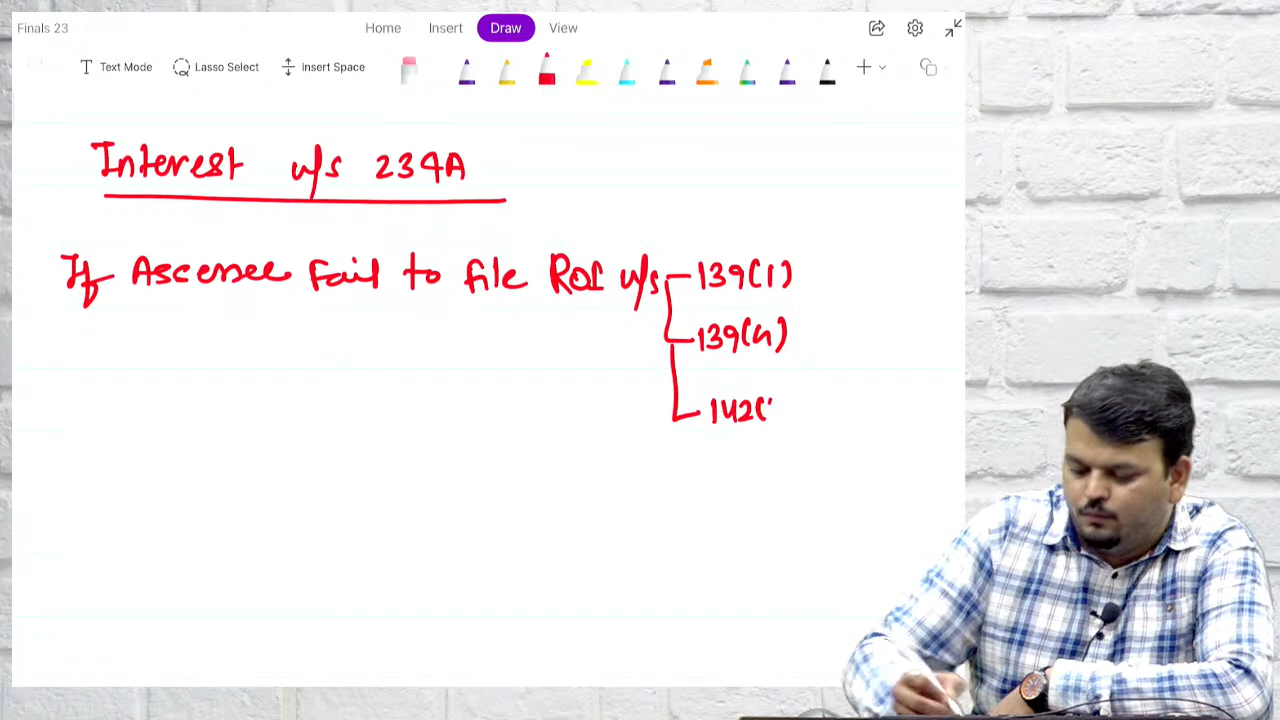 Finals 23
Home Insert Draw View
Text Mode Lasso Select Insert Space
Interest u/s 234A
If Ascessee Fail to file ROI u/s 139(1)
139(4)
142(